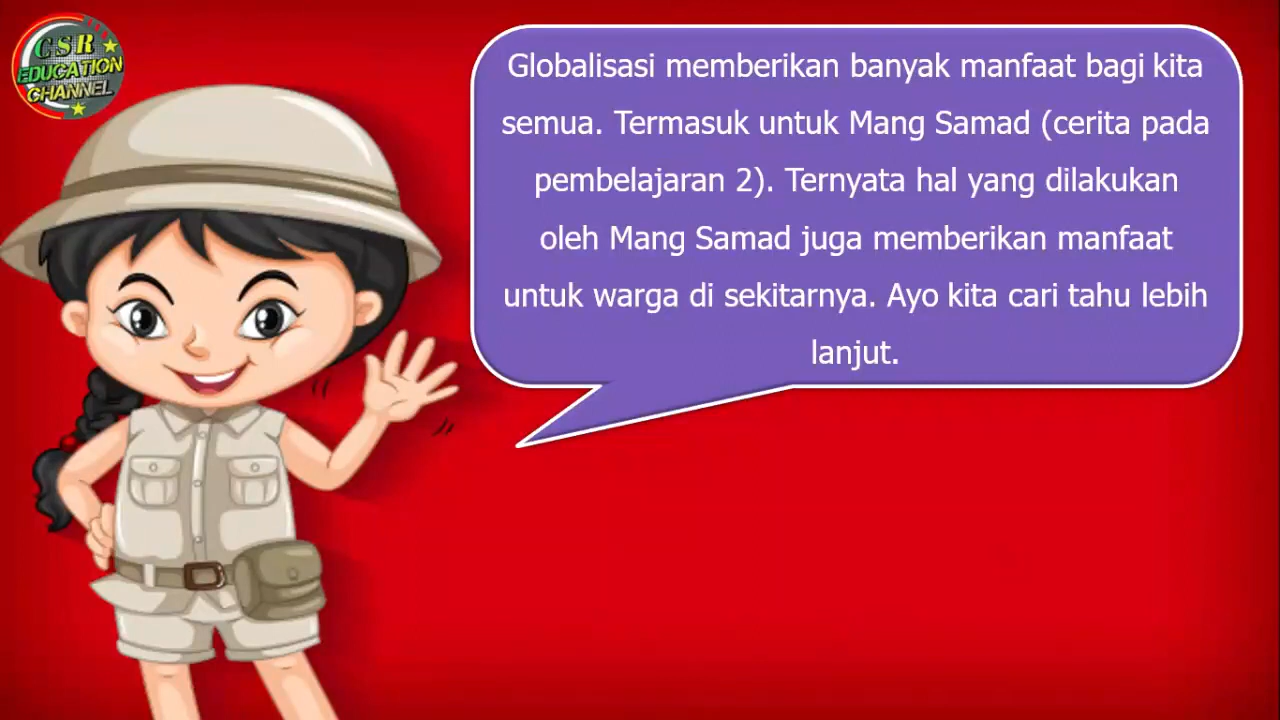 CSR
EDUCATION
CHANNEL
Globalisasi memberikan banyak manfaat bagi kita
semua. Termasuk untuk Mang Samad (cerita pada
pembelajaran 2). Ternyata hal yang dilakukan
oleh Mang Samad juga memberikan manfaat
untuk warga di sekitarnya. Ayo kita cari tahu lebih
lanjut.